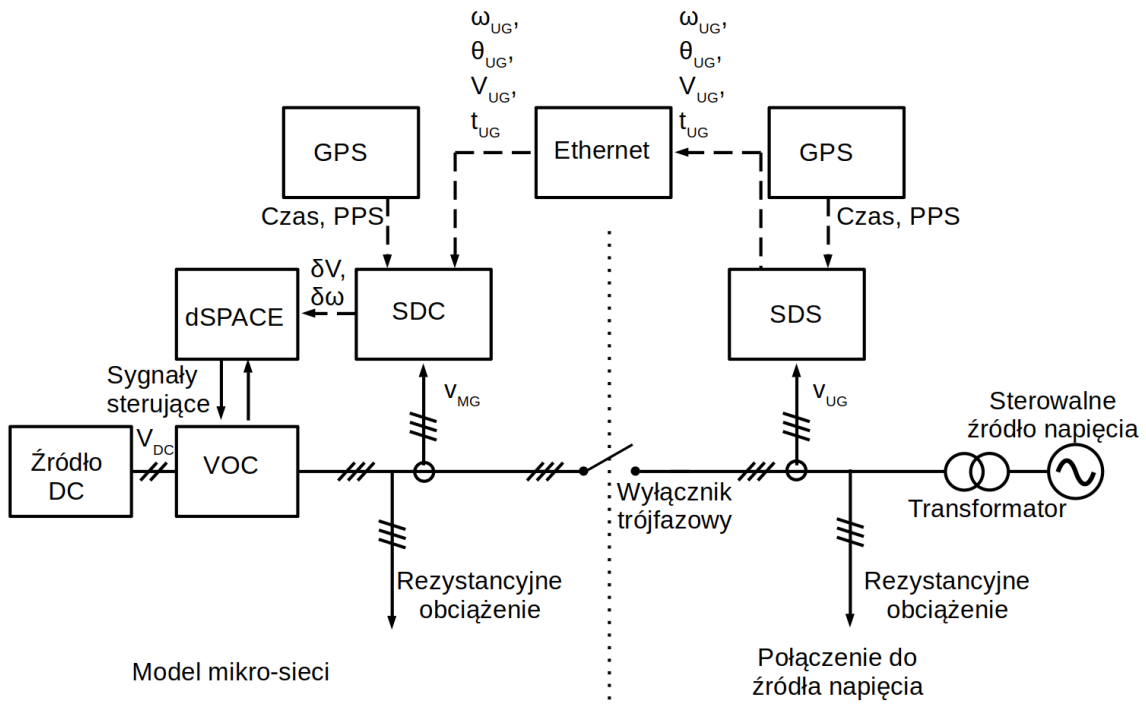 ω_UG,
θ_UG,
V_UG,
t_UG
ω_UG,
θ_UG,
V_UG,
t_UG
GPS
Ethernet
GPS
Czas, PPS
Czas, PPS
δV,
δω
dSPACE
SDC
SDS
Sygnały
sterujące
v_MG
v_UG
V_DC
Źródło
DC
VOC
Wyłącznik
trójfazowy
Sterowalne
źródło napięcia
Transformator
Rezystancyjne
obciążenie
Rezystancyjne
obciążenie
Model mikro-sieci
Połączenie do
źródła napięcia